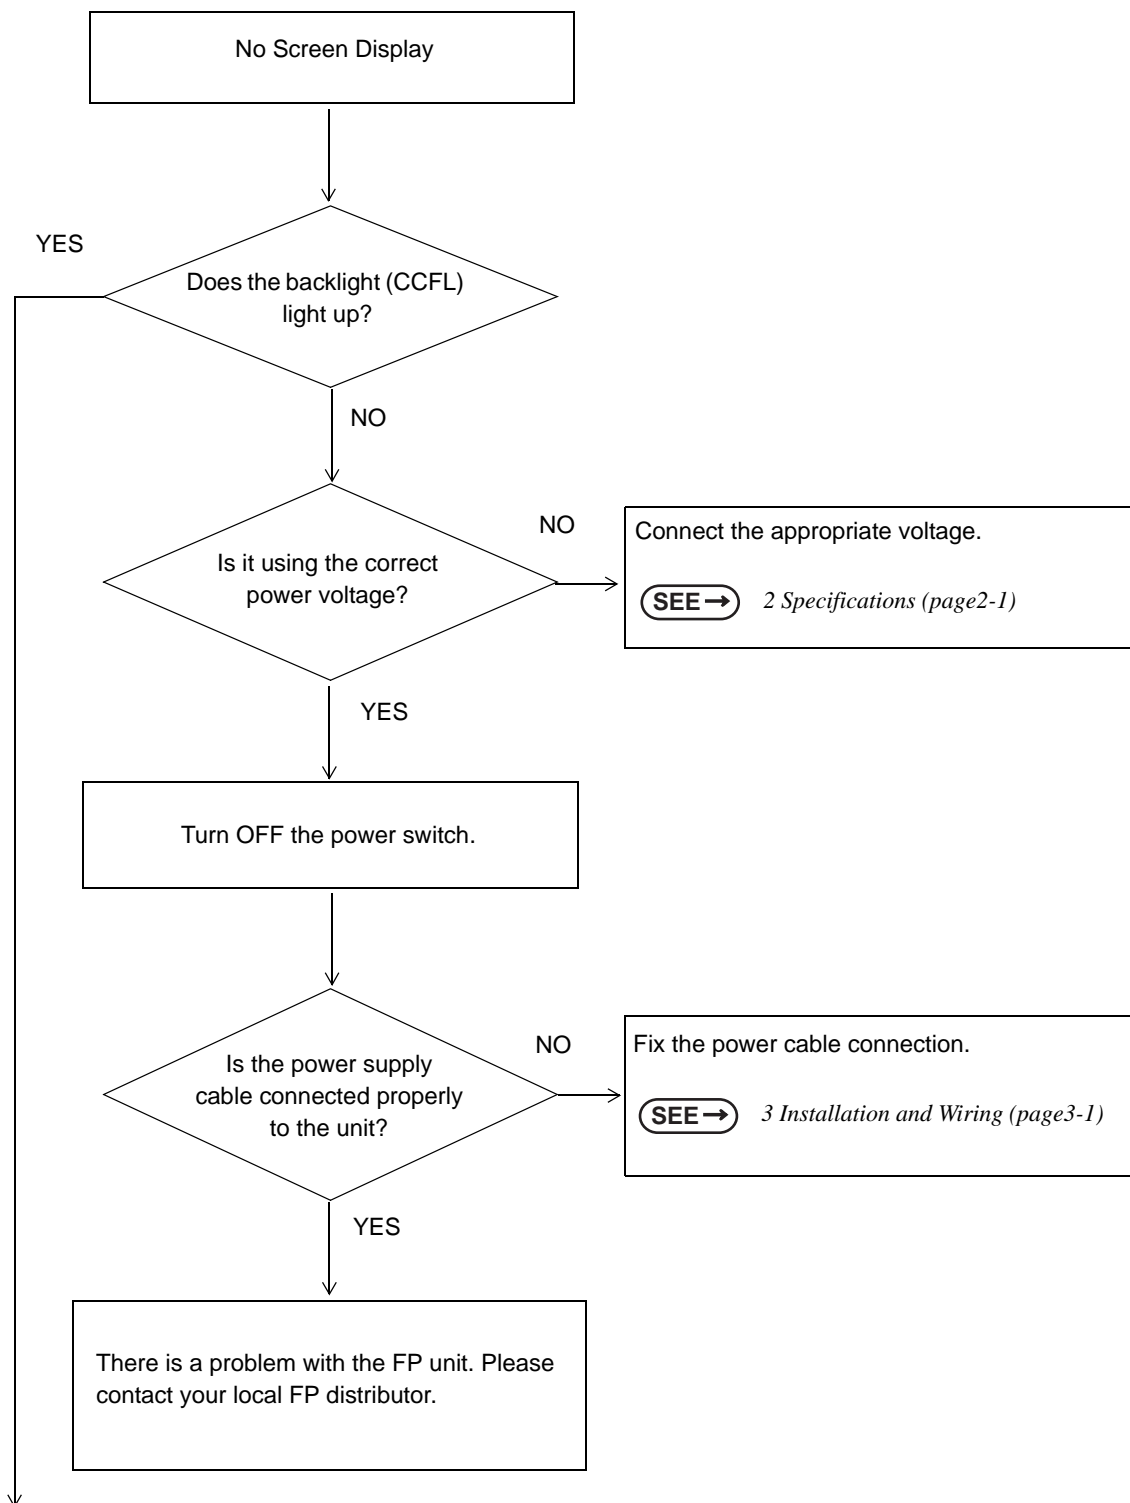 No Screen Display
YES
Does the backlight (CCFL)
light up?
NO
Is it using the correct
power voltage?
NO
Connect the appropriate voltage.
SEE→ 2 Specifications (page2-1)
YES
Turn OFF the power switch.
Is the power supply
cable connected properly
to the unit?
NO
Fix the power cable connection.
SEE→ 3 Installation and Wiring (page3-1)
YES
There is a problem with the FP unit. Please
contact your local FP distributor.